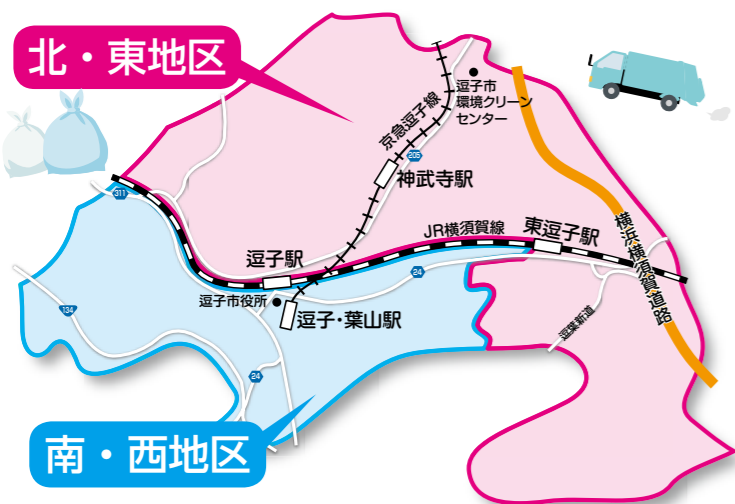 北・東地区
逗子市
環境クリーン
センター
京急逗子線
205
神武寺駅
311
JR横須賀線
東逗子駅
逗子駅
横浜横須賀道路
24
逗子市役所
逗子・葉山駅
134
逗葉新道
24
南・西地区